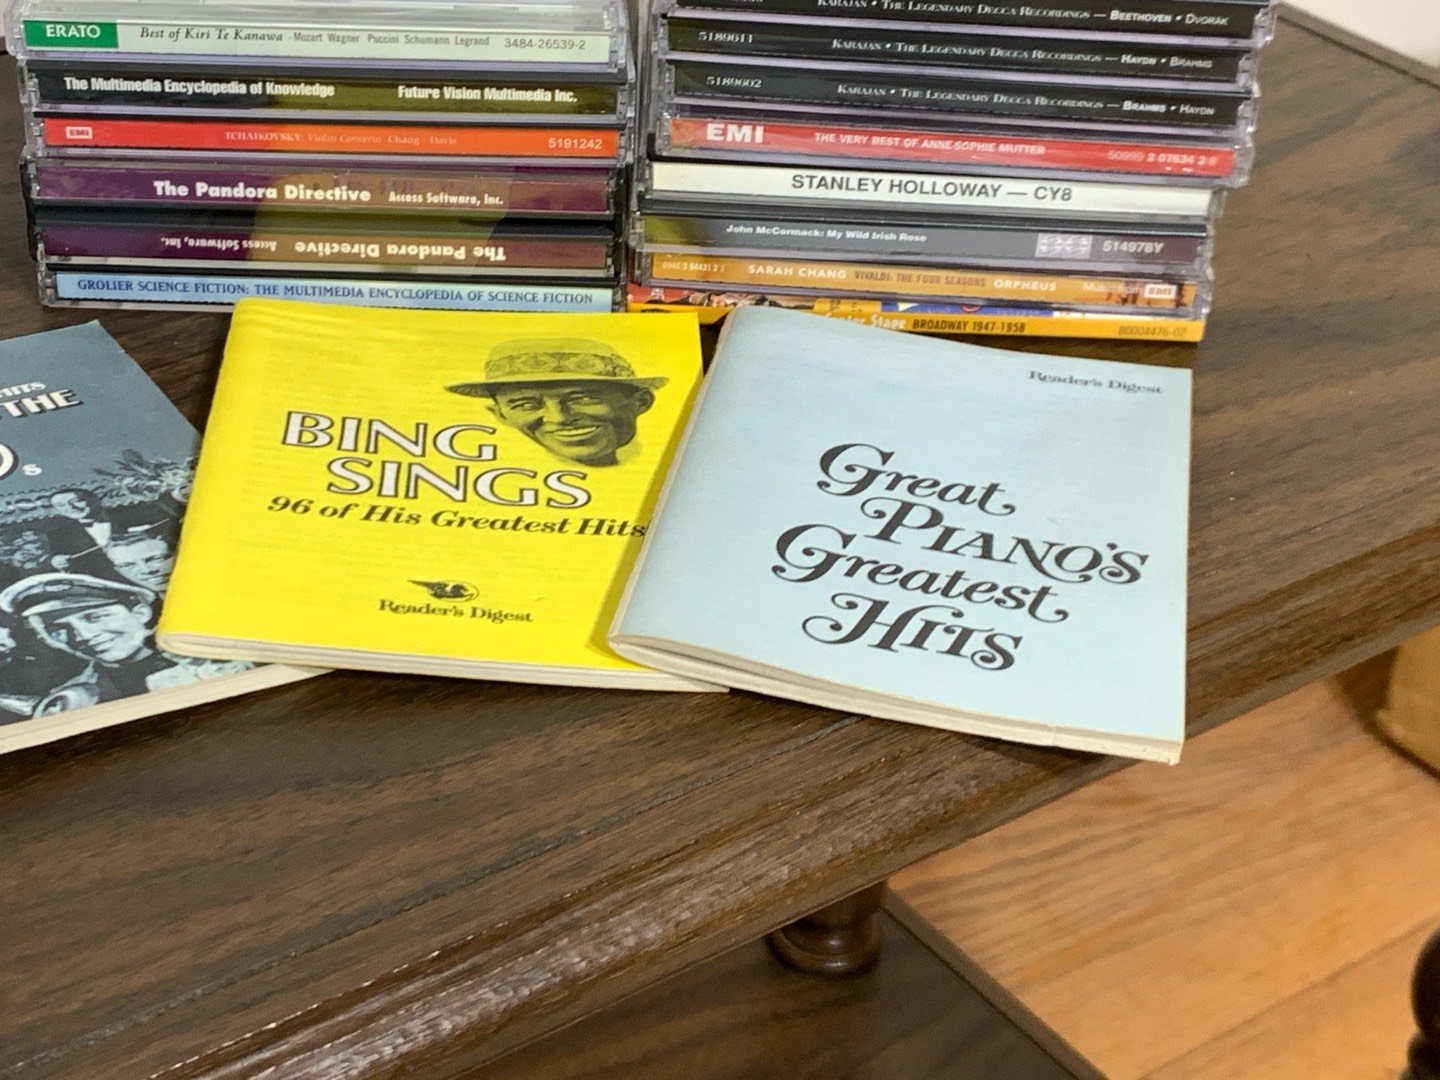 ERATO Best of Kiri Te Kanawa - Mozart Wagner Puccini Schumann Legrand 3484-26539-2
The Multimedia Encyclopedia of Knowledge Future Vision Multimedia Inc.
EMI TCHAIKOVSKY: Violin Concerto Chang Davis 5191242
The Pandora Directive Access Software, Inc.
The Pandora Directive Access Software, Inc.
GROLIER SCIENCE FICTION: THE MULTIMEDIA ENCYCLOPEDIA OF SCIENCE FICTION
KARAJAN • THE LEGENDARY DECCA RECORDINGS — BEETHOVEN • DVORAK
5189611 KARAJAN • THE LEGENDARY DECCA RECORDINGS — HAYDN • BRAHMS
5189602 KARAJAN • THE LEGENDARY DECCA RECORDINGS — BRAHMS • HAYDN
EMI THE VERY BEST OF ANNE-SOPHIE MUTTER
STANLEY HOLLOWAY — CY8
John McCormack: My Wild Irish Rose 514978Y
SARAH CHANG VIVALDI: THE FOUR SEASONS ORPHEUS Music from EMI
Stage BROADWAY 1947-1958 B0004476-02
THE
s
BING
SINGS
96 of His Greatest Hits
Reader's Digest
Reader's Digest
Great
PIANO'S
Greatest
HITS